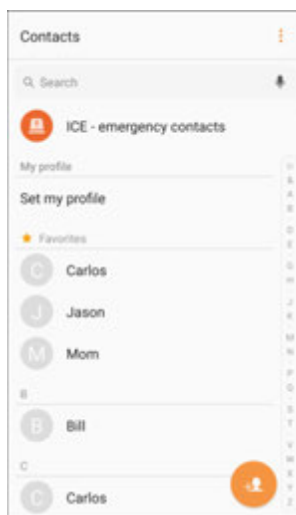 Contacts
Search
ICE - emergency contacts
My profile
Set my profile
Favorites
C Carlos
J Jason
M Mom
B
B Bill
C
C Carlos